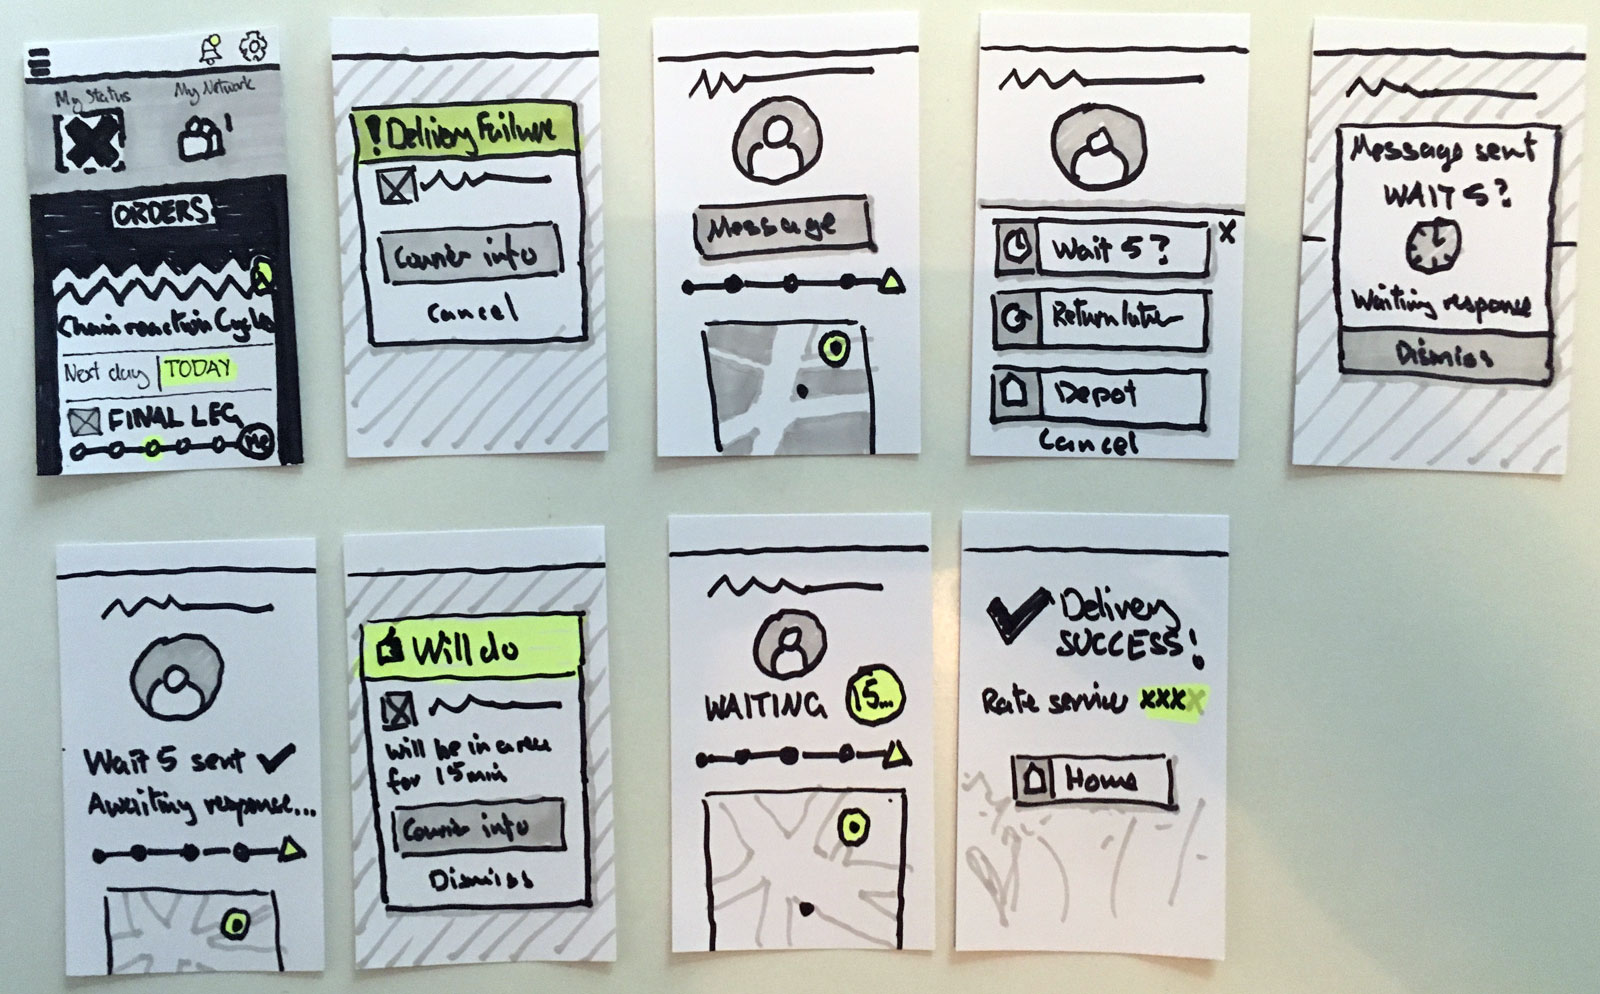 My Status
My Network
ORDERS
Chain reaction Cycles
Next day
TODAY
FINAL LEG
Me
! Delivery Failure
Courier info
Cancel
Message
Wait 5?
X
Return later
Depot
Cancel
Message sent
WAIT 5?
Waiting response
Dismiss
Wait 5 sent
Awaiting response...
Will do
Will be in area
for 15min
Courier info
Dismiss
WAITING
15...
Delivery
SUCCESS!
Rate service xxxx
Home